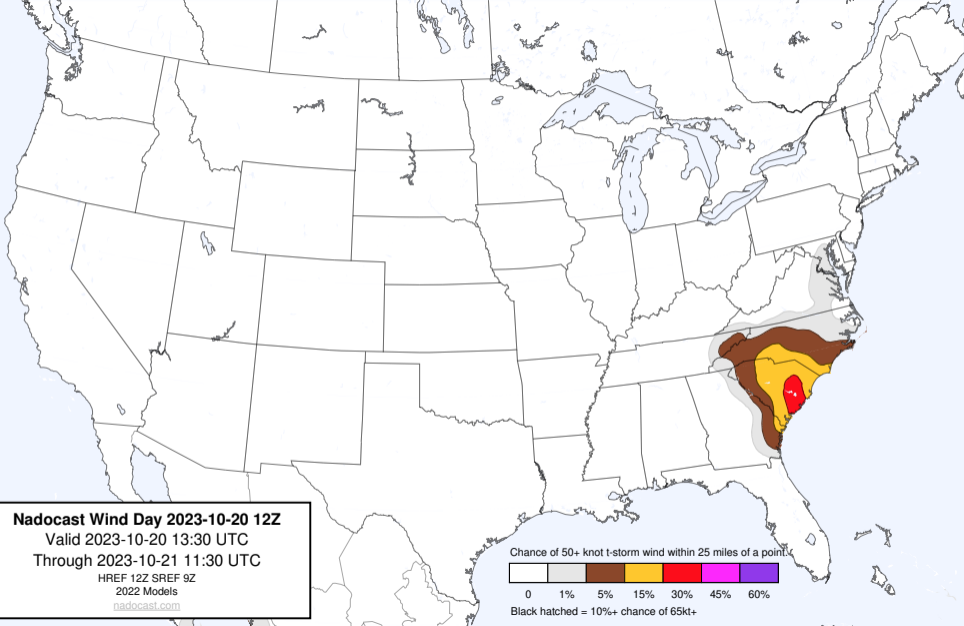 Nadocast Wind Day 2023-10-20 12Z
Valid 2023-10-20 13:30 UTC
Through 2023-10-21 11:30 UTC
HREF 12Z SREF 9Z
2022 Models
nadocast.com
Chance of 50+ knot t-storm wind within 25 miles of a point.
0 1% 5% 15% 30% 45% 60%
Black hatched = 10%+ chance of 65kt+